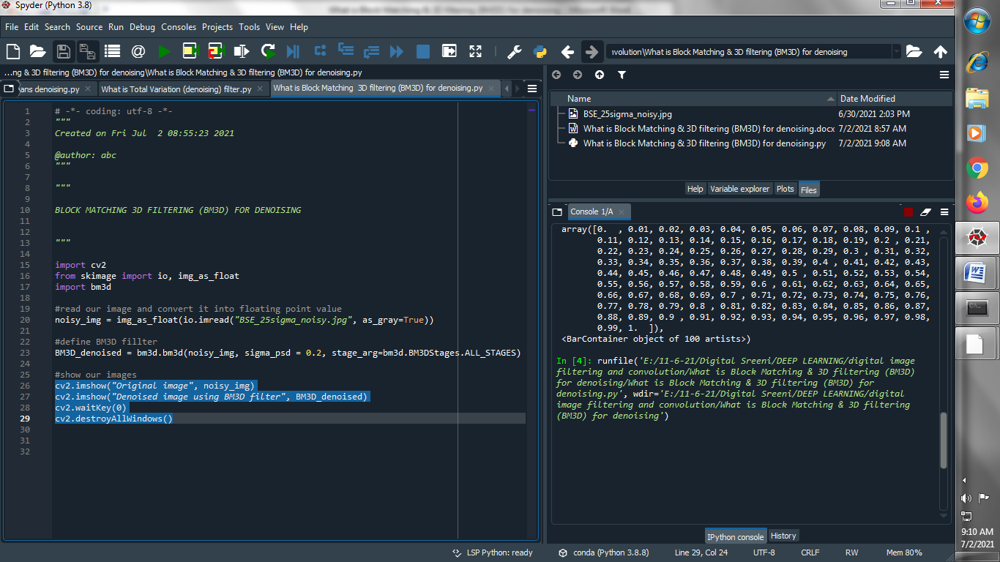 Spyder (Python 3.8)
File Edit Search Source Run Debug Consoles Projects Tools View Help
ıvolution\What is Block Matching & 3D filtering (BM3D) for denoising
...ng & 3D filtering (BM3D) for denoising\What is Block Matching & 3D filtering (BM3D) for denoising.py
ans denoising.py
What is Total Variation (denoising) filter.py
What is Block Matching 3D filtering (BM3D) for denoising.py
1 # -*- coding: utf-8 -*-
2 """
3 Created on Fri Jul  2 08:55:23 2021
4
5 @author: abc
6 """
7
8 """
9
10 BLOCK MATCHING 3D FILTERING (BM3D) FOR DENOISING
11
12
13 """
14
15 import cv2
16 from skimage import io, img_as_float
17 import bm3d
18
19 #read our image and convert it into floating point value
20 noisy_img = img_as_float(io.imread("BSE_25sigma_noisy.jpg", as_gray=True))
21
22 #define BM3D fillter
23 BM3D_denoised = bm3d.bm3d(noisy_img, sigma_psd = 0.2, stage_arg=bm3d.BM3DStages.ALL_STAGES)
24
25 #show our images
26 cv2.imshow("Original image", noisy_img)
27 cv2.imshow("Denoised image using BM3D filter", BM3D_denoised)
28 cv2.waitKey(0)
29 cv2.destroyAllWindows()
30
31
32
Name Date Modified
BSE_25sigma_noisy.jpg 6/30/2021 2:03 PM
What is Block Matching & 3D filtering (BM3D) for denoising.docx 7/2/2021 8:57 AM
What is Block Matching & 3D filtering (BM3D) for denoising.py 7/2/2021 9:08 AM
Help Variable explorer Plots Files
Console 1/A
array([0.  , 0.01, 0.02, 0.03, 0.04, 0.05, 0.06, 0.07, 0.08, 0.09, 0.1 ,
0.11, 0.12, 0.13, 0.14, 0.15, 0.16, 0.17, 0.18, 0.19, 0.2 , 0.21,
0.22, 0.23, 0.24, 0.25, 0.26, 0.27, 0.28, 0.29, 0.3 , 0.31, 0.32,
0.33, 0.34, 0.35, 0.36, 0.37, 0.38, 0.39, 0.4 , 0.41, 0.42, 0.43,
0.44, 0.45, 0.46, 0.47, 0.48, 0.49, 0.5 , 0.51, 0.52, 0.53, 0.54,
0.55, 0.56, 0.57, 0.58, 0.59, 0.6 , 0.61, 0.62, 0.63, 0.64, 0.65,
0.66, 0.67, 0.68, 0.69, 0.7 , 0.71, 0.72, 0.73, 0.74, 0.75, 0.76,
0.77, 0.78, 0.79, 0.8 , 0.81, 0.82, 0.83, 0.84, 0.85, 0.86, 0.87,
0.88, 0.89, 0.9 , 0.91, 0.92, 0.93, 0.94, 0.95, 0.96, 0.97, 0.98,
0.99, 1.  ]),
<BarContainer object of 100 artists>)
In [4]: runfile('E:/11-6-21/Digital Sreeni/DEEP LEARNING/digital image
filtering and convolution/What is Block Matching & 3D filtering (BM3D)
for denoising/What is Block Matching & 3D filtering (BM3D) for
denoising.py', wdir='E:/11-6-21/Digital Sreeni/DEEP LEARNING/digital
image filtering and convolution/What is Block Matching & 3D filtering
(BM3D) for denoising')
IPython console History
LSP Python: ready conda (Python 3.8.8) Line 29, Col 24 UTF-8 CRLF RW Mem 80%
9:10 AM
7/2/2021